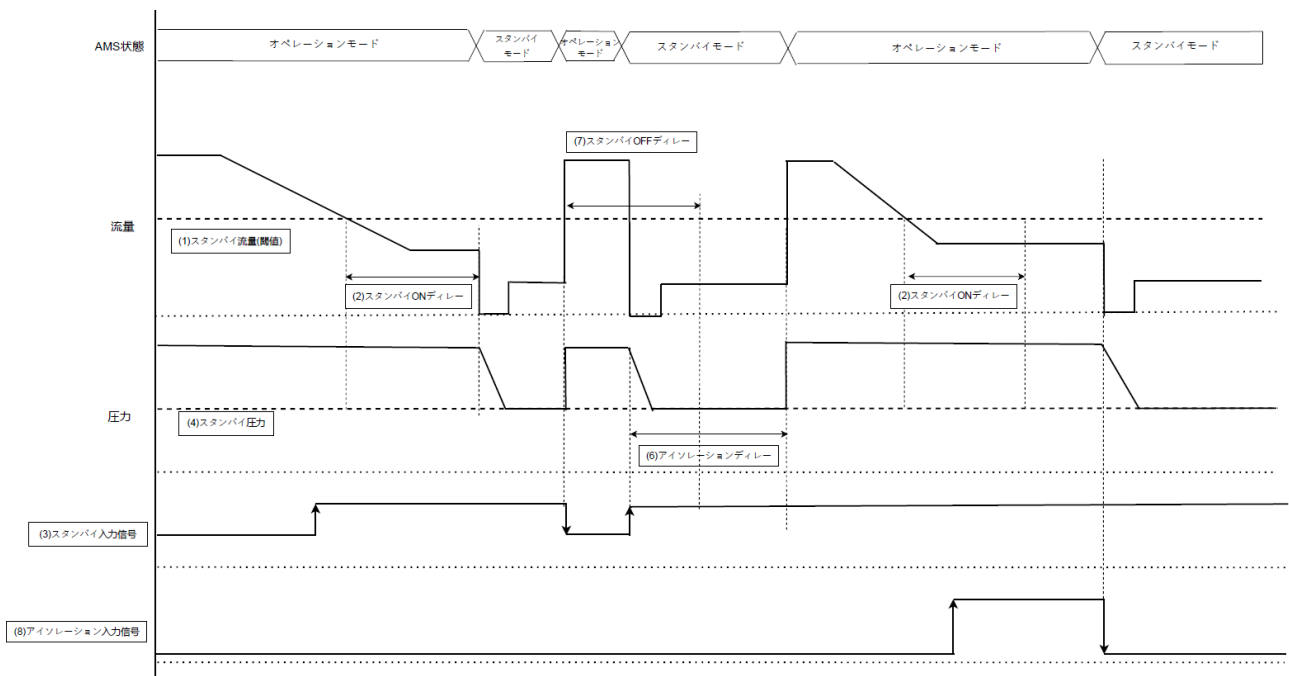 AMS状態
オペレーションモード
スタンバイ
モード
オペレーション
モード
スタンバイモード
オペレーションモード
スタンバイモード
(7)スタンバイOFFディレー
流量
(1)スタンバイ流量(閾値)
(2)スタンバイONディレー
(2)スタンバイONディレー
圧力
(4)スタンバイ圧力
(6)アイソレーションディレー
(3)スタンバイ入力信号
(8)アイソレーション入力信号